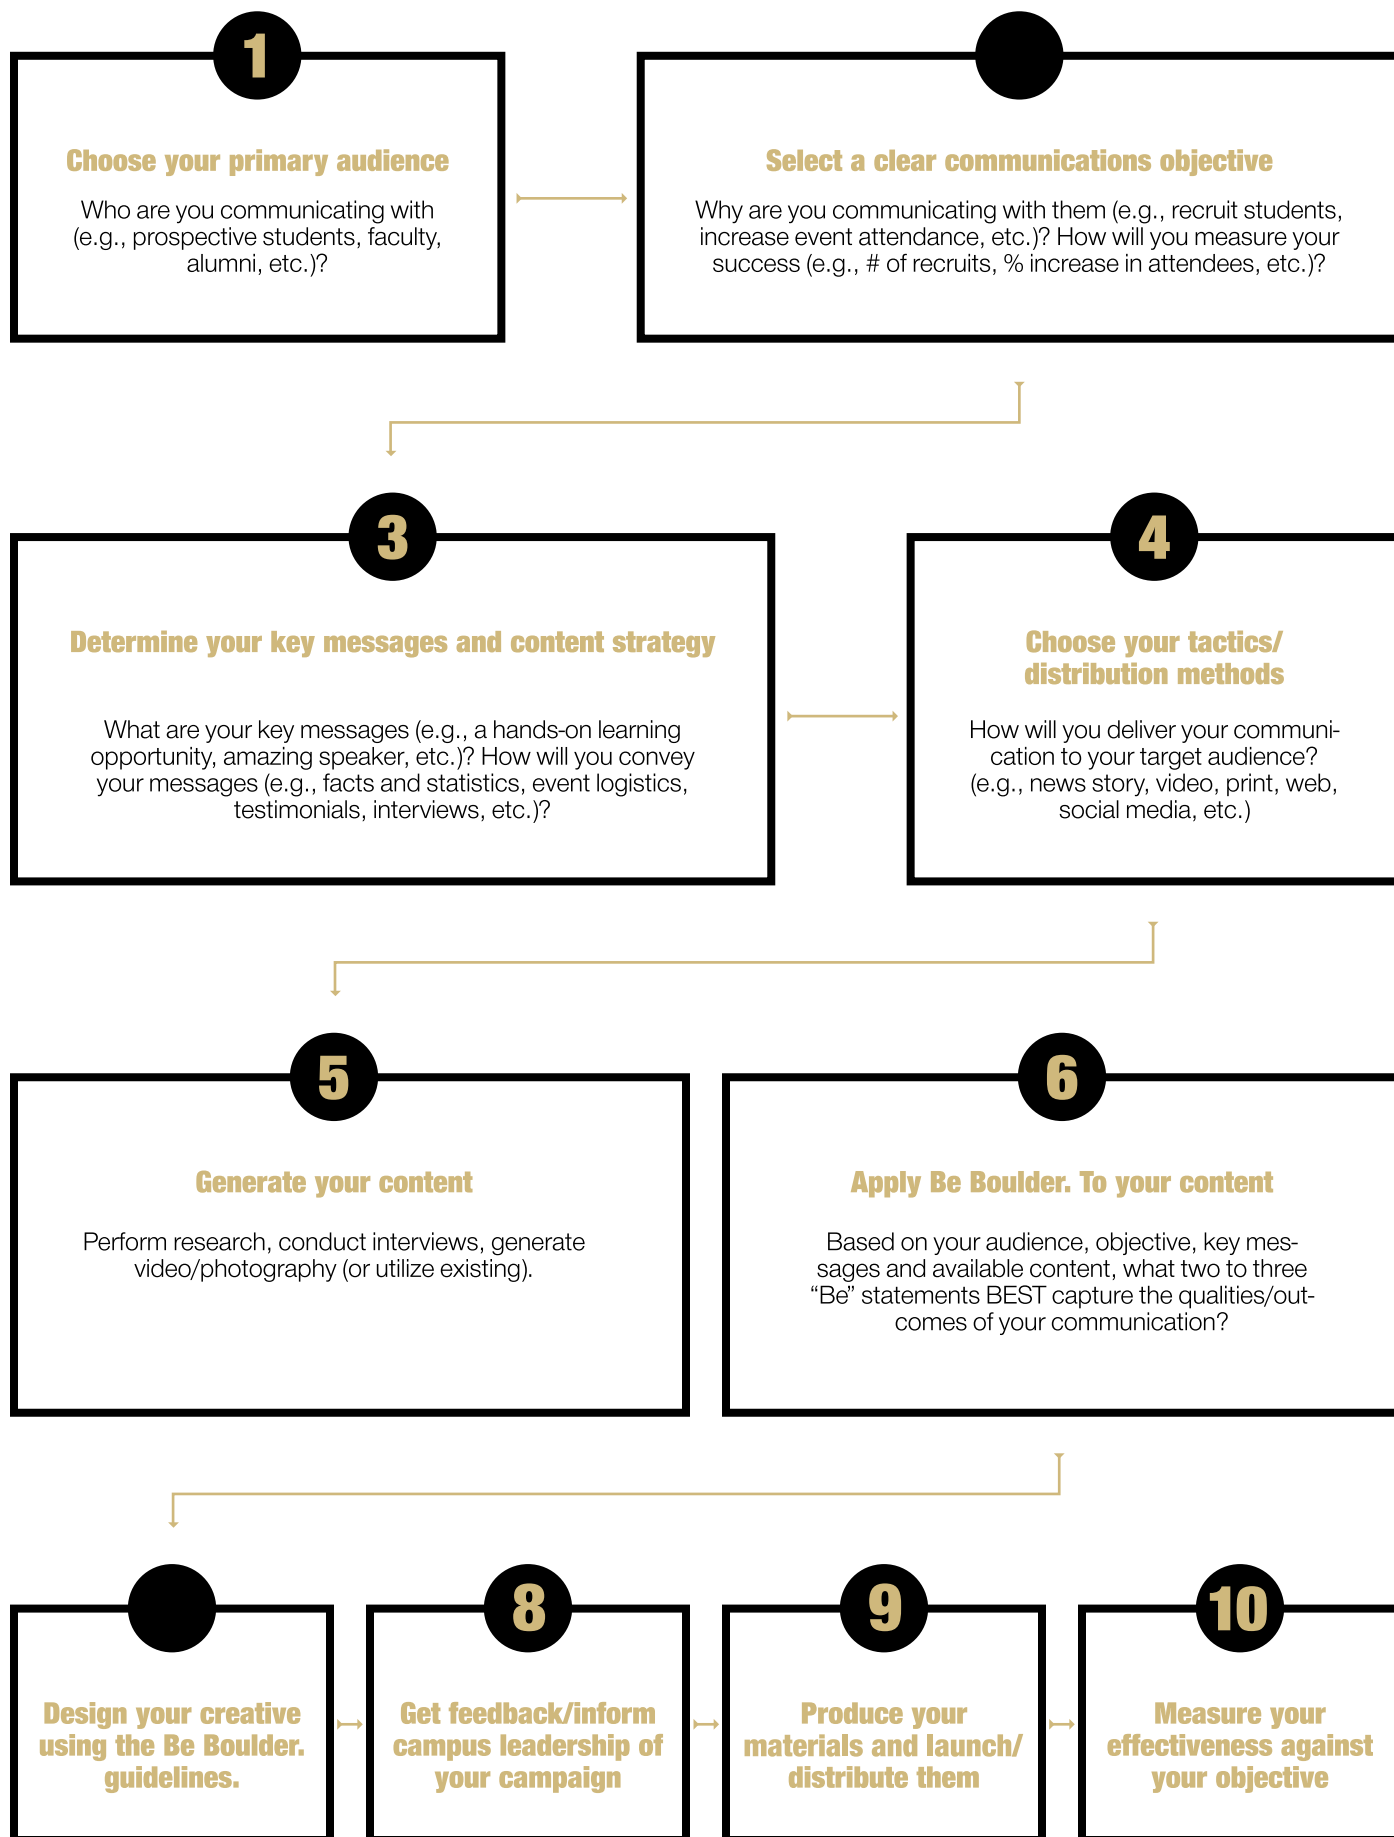 1
Choose your primary audience
Who are you communicating with
(e.g., prospective students, faculty,
alumni, etc.)?
Select a clear communications objective
Why are you communicating with them (e.g., recruit students,
increase event attendance, etc.)? How will you measure your
success (e.g., # of recruits, % increase in attendees, etc.)?
3
Determine your key messages and content strategy
What are your key messages (e.g., a hands-on learning
opportunity, amazing speaker, etc.)? How will you convey
your messages (e.g., facts and statistics, event logistics,
testimonials, interviews, etc.)?
4
Choose your tactics/
distribution methods
How will you deliver your communi-
cation to your target audience?
(e.g., news story, video, print, web,
social media, etc.)
5
Generate your content
Perform research, conduct interviews, generate
video/photography (or utilize existing).
6
Apply Be Boulder. To your content
Based on your audience, objective, key mes-
sages and available content, what two to three
“Be” statements BEST capture the qualities/out-
comes of your communication?
Design your creative
using the Be Boulder.
guidelines.
8
Get feedback/inform
campus leadership of
your campaign
9
Produce your
materials and launch/
distribute them
10
Measure your
effectiveness against
your objective